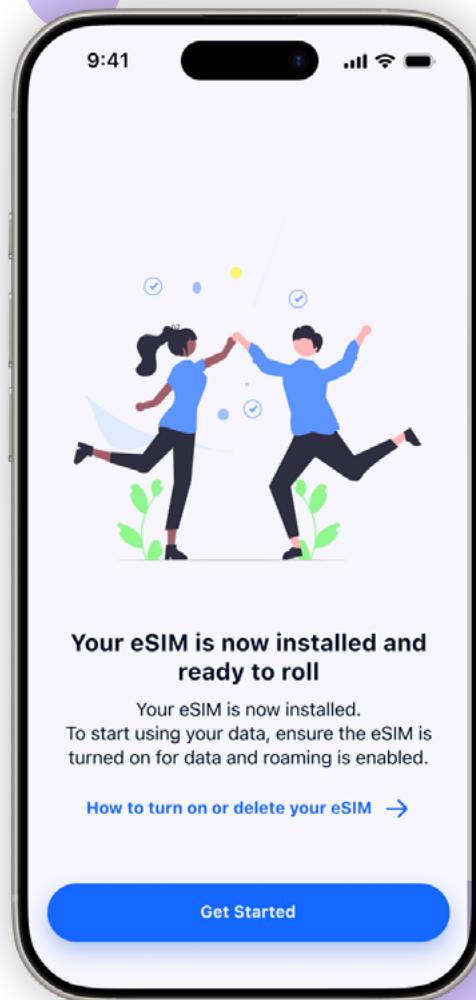 9:41
Your eSIM is now installed and
ready to roll
Your eSIM is now installed.
To start using your data, ensure the eSIM is
turned on for data and roaming is enabled.
How to turn on or delete your eSIM
Get Started